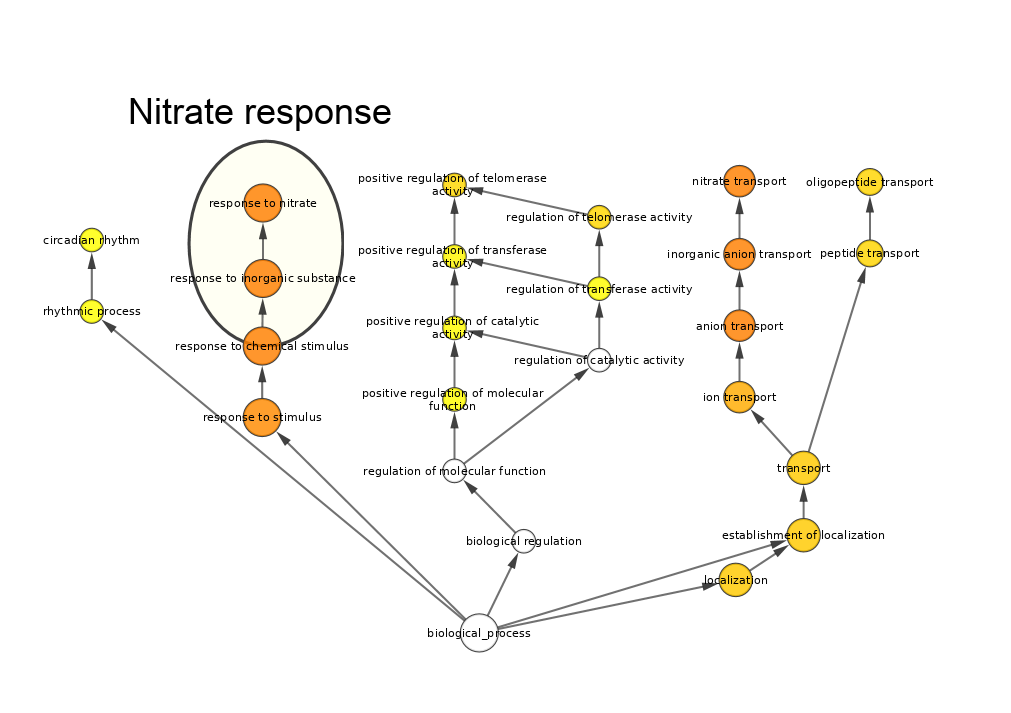 Nitrate response
positive regulation of telomerase
activity
nitrate transport
oligopeptide transport
response to nitrate
regulation of telomerase activity
circadian rhythm
positive regulation of transferase
activity
inorganic anion transport
peptide transport
response to inorganic substance
regulation of transferase activity
rhythmic process
positive regulation of catalytic
activity
anion transport
response to chemical stimulus
regulation of catalytic activity
positive regulation of molecular
function
ion transport
response to stimulus
regulation of molecular function
transport
biological regulation
establishment of localization
localization
biological_process